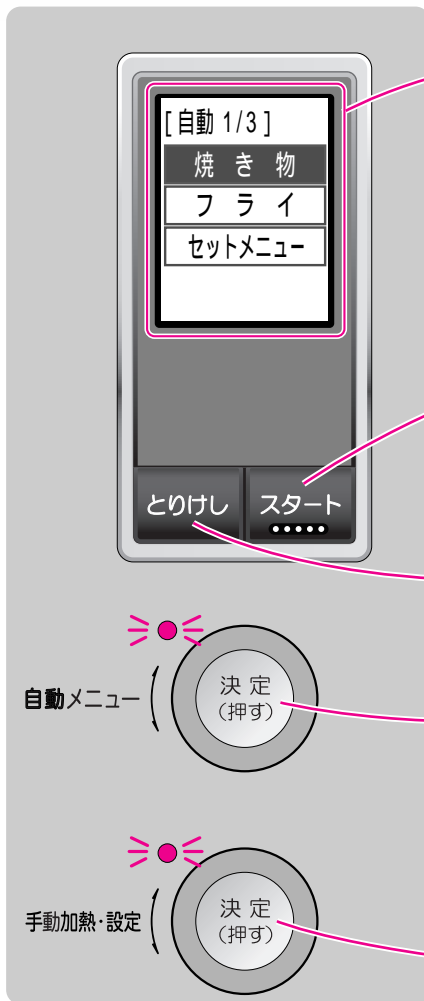 [自動 1/3]
焼き物
フライ
セットメニュー
とりけし
スタート
自動メニュー
決定
(押す)
手動加熱・設定
決定
(押す)